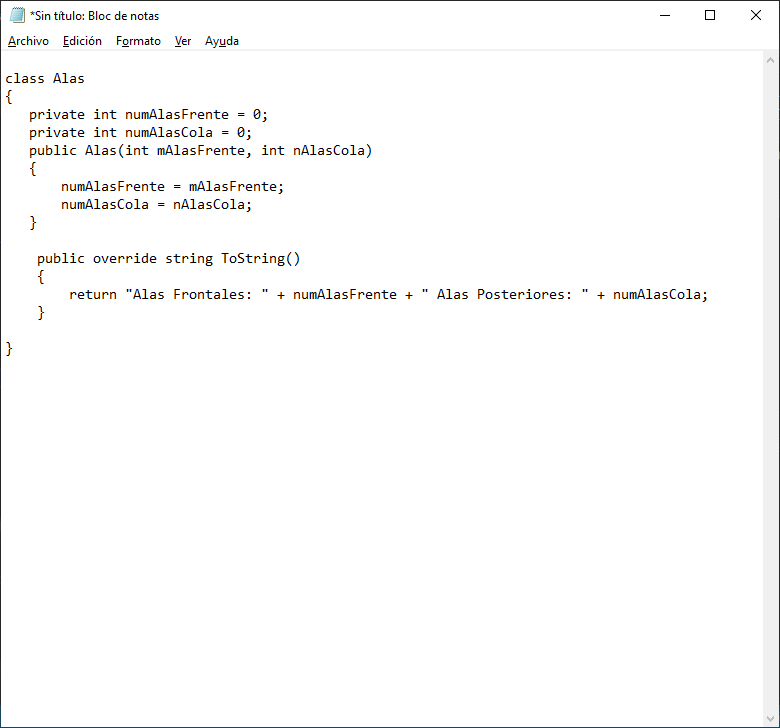 *Sin título: Bloc de notas
Archivo Edición Formato Ver Ayuda
class Alas
{
   private int numAlasFrente = 0;
   private int numAlasCola = 0;
   public Alas(int mAlasFrente, int nAlasCola)
   {
       numAlasFrente = mAlasFrente;
       numAlasCola = nAlasCola;
   }
    public override string ToString()
    {
        return "Alas Frontales: " + numAlasFrente + " Alas Posteriores: " + numAlasCola;
    }
}